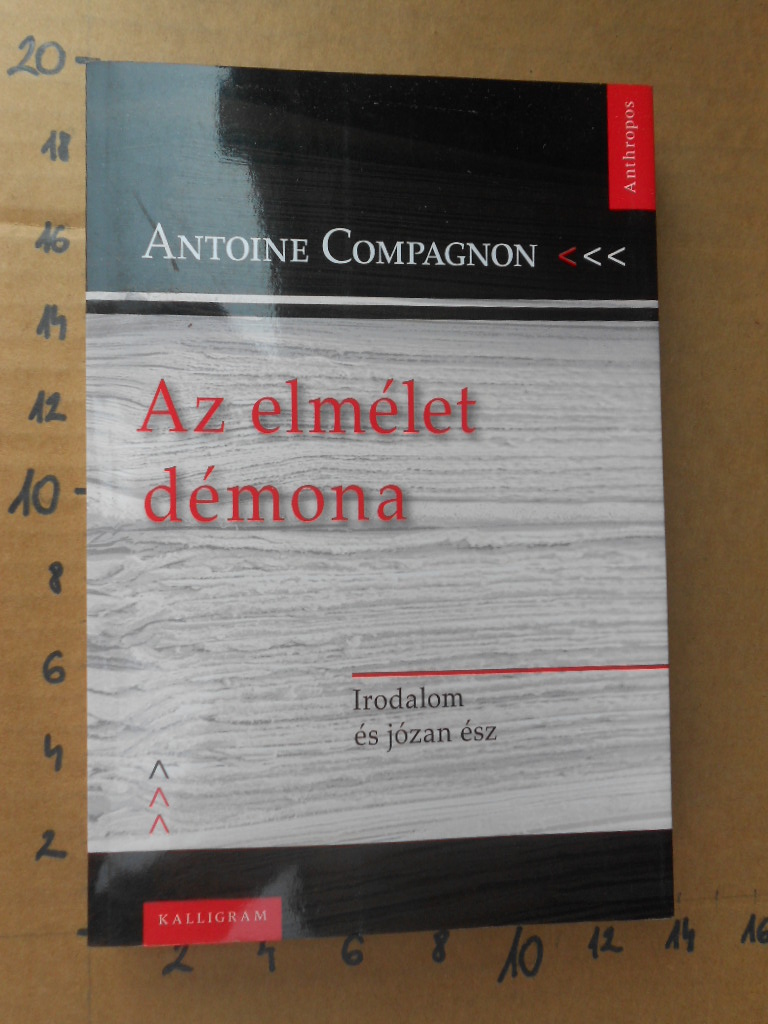 20
18
16
14
12
10
8
6
4
2
Anthropos
ANTOINE COMPAGNON <<<
Az elmélet
démona
Irodalom
és józan ész
<
<
<
KALLIGRAM
2 4 6 8 10 12 14 16